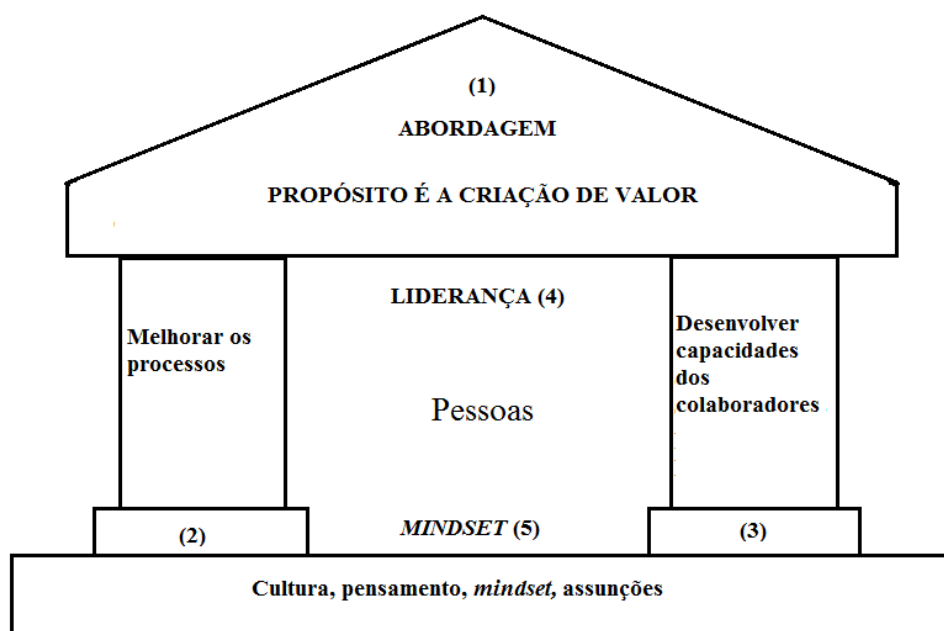 (1)
ABORDAGEM
PROPÓSITO É A CRIAÇÃO DE VALOR
LIDERANÇA (4)
Melhorar os
processos
Pessoas
Desenvolver
capacidades
dos
colaboradores
(2)
MINDSET (5)
(3)
Cultura, pensamento, mindset, assunções